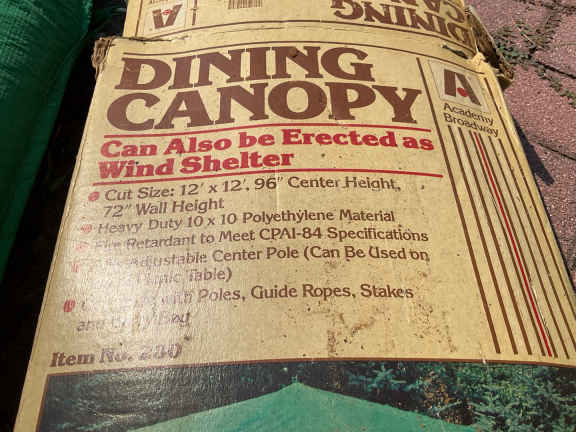 DINING
CANOPY
Academy
Broadway
Can Also be Erected as
Wind Shelter
Cut Size: 12' x 12', 96" Center Height,
72" Wall Height
Heavy Duty 10 x 10 Polyethylene Material
Retardant to Meet CPAI-84 Specifications
Adjustable Center Pole (Can Be Used on
Table)
with Poles, Guide Ropes, Stakes
and
Item No. 280
DINING